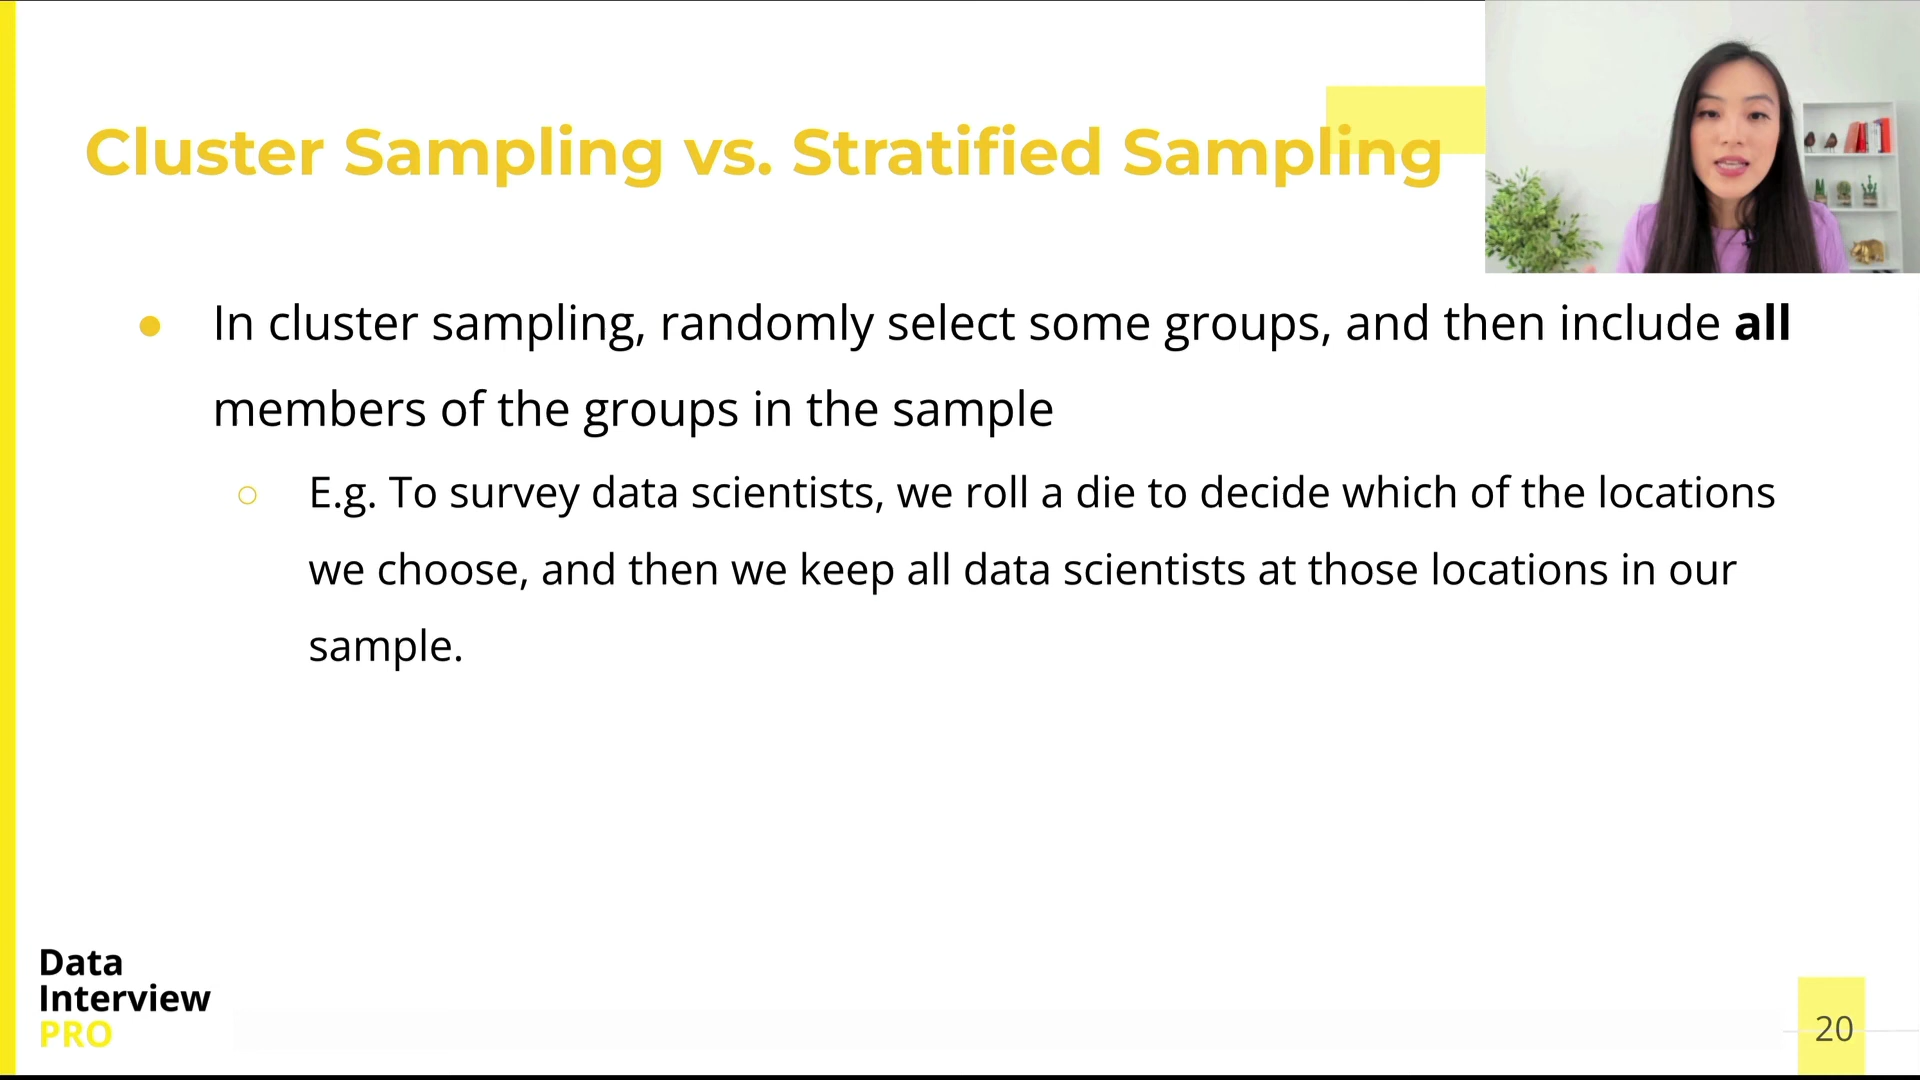 Cluster Sampling vs. Stratified Sampling
● In cluster sampling, randomly select some groups, and then include all
members of the groups in the sample
○ E.g. To survey data scientists, we roll a die to decide which of the locations
we choose, and then we keep all data scientists at those locations in our
sample.
Data
Interview
PRO
20